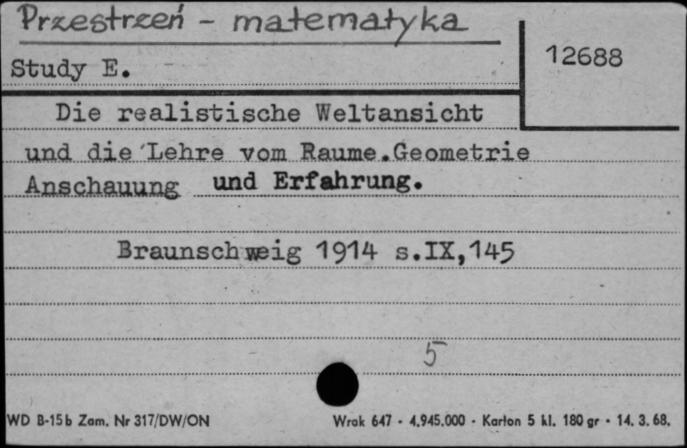 Przestrzeń - matematyka
12688
Study E.
Die realistische Weltansicht
und die Lehre vom Raume.Geometrie
Anschauung und Erfahrung.
Braunschweig 1914 s.IX,145
5
WD B-15b Zam. Nr 317/DW/ON Wrak 647 - 4.945.000 - Karton 5 kl. 180 gr - 14. 3. 68.